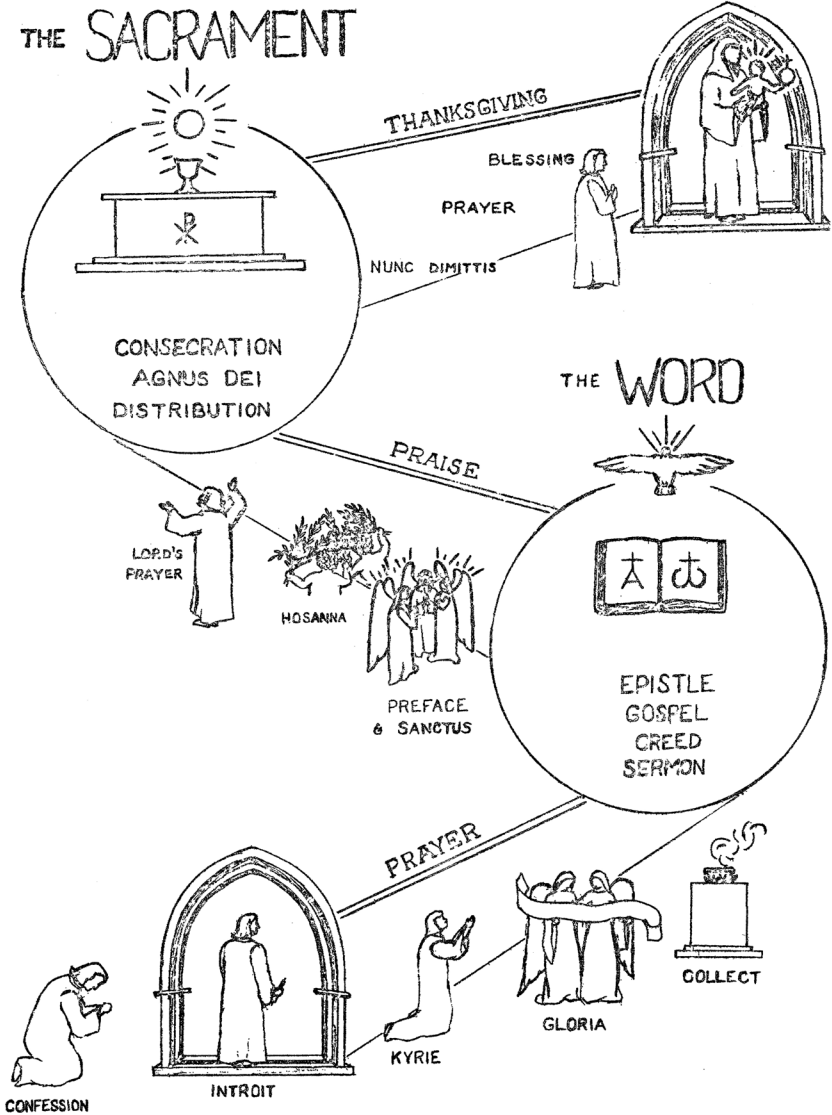 THE SACRAMENT
THANKSGIVING
BLESSING
PRAYER
NUNC DIMITTIS
CONSECRATION
AGNUS DEI
DISTRIBUTION
THE WORD
PRAISE
LORD'S
PRAYER
HOSANNA
PREFACE
& SANCTUS
EPISTLE
GOSPEL
CREED
SERMON
PRAYER
COLLECT
GLORIA
KYRIE
INTROIT
CONFESSION